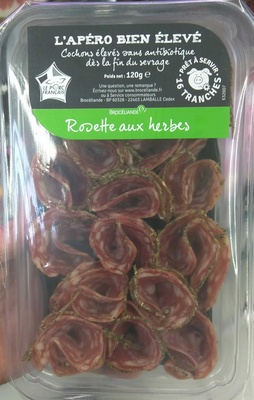 L'APÉRO BIEN ÉLEVÉ
Cochons élevés sans antibiotique
dès la fin du sevrage
Poids net : 120g e
Une question, une remarque ?
Écrivez-nous sur www.broceliande.fr
ou à Service consommateurs.
Brocéliande - BP 60328 - 22403 LAMBALLE Cedex
LE PORC
FRANÇAIS
PRÊT À SERVIR
16 TRANCHES
BROCÉLIANDE
Rosette aux herbes